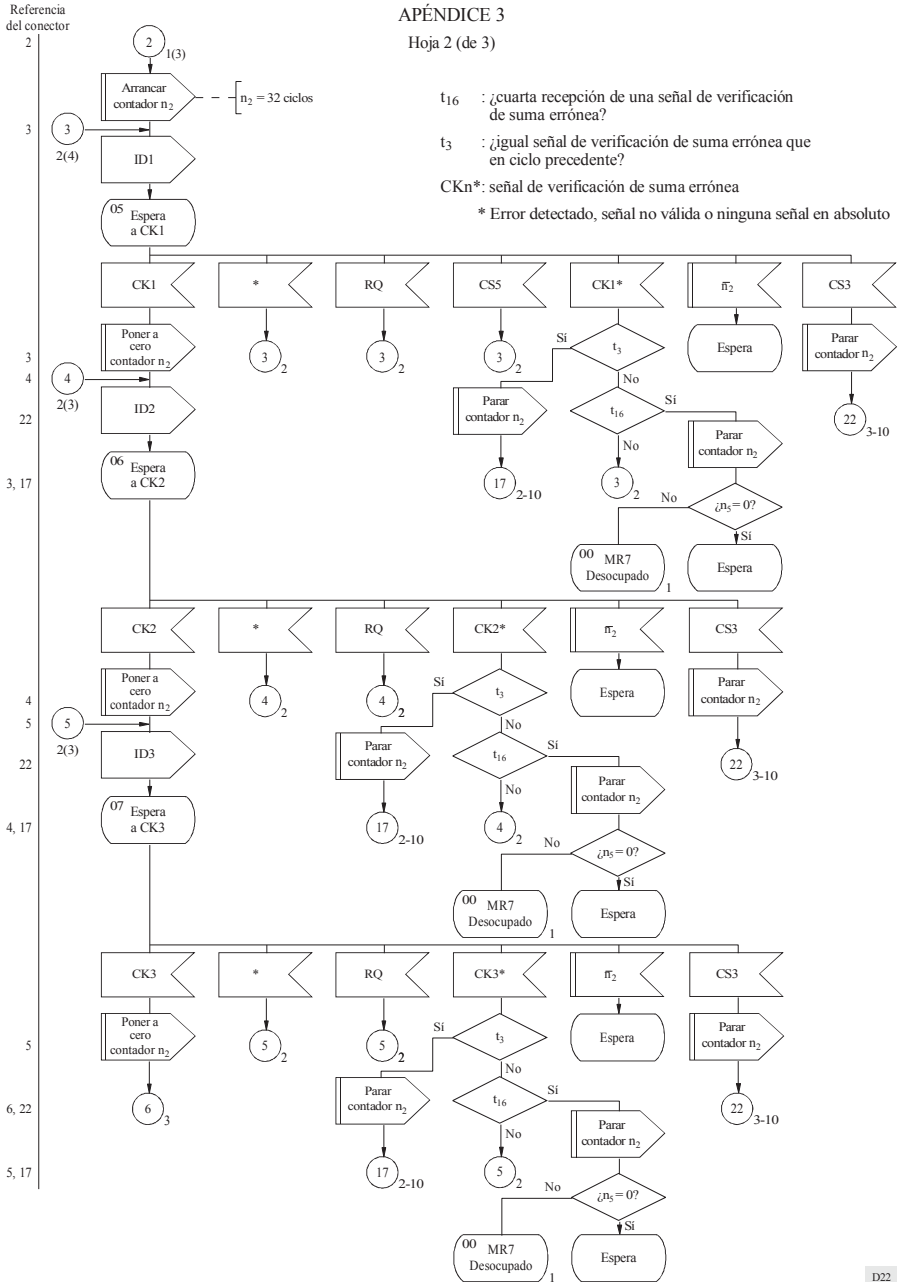 Referencia
del conector
APÉNDICE 3
Hoja 2 (de 3)
2
2
1(3)
Arrancar
contador n2
n2 = 32 ciclos
t16 : ¿cuarta recepción de una señal de verificación
de suma errónea?
t3 : ¿igual señal de verificación de suma errónea que
en ciclo precedente?
CKn*: señal de verificación de suma errónea
* Error detectado, señal no válida o ninguna señal en absoluto
3
3
2(4)
ID1
05 Espera
a CK1
CK1
*
RQ
CS5
CK1*
n̅2
CS3
Poner a
cero
contador n2
3
2
3
2
3
2
Sí
t3
No
Espera
Parar
contador n2
3
4
4
2(3)
ID2
Parar
contador n2
t16
Sí
No
Parar
contador n2
22
3-10
22
06 Espera
a CK2
17
2-10
3
2
3, 17
No
¿n5 = 0?
Sí
00 MR7
Desocupado
1
Espera
CK2
*
RQ
CK2*
n̅2
CS3
Poner a
cero
contador n2
4
2
4
2
Sí
t3
No
Espera
Parar
contador n2
4
5
5
2(3)
ID3
Parar
contador n2
t16
Sí
No
Parar
contador n2
22
3-10
22
07 Espera
a CK3
17
2-10
4
2
4, 17
No
¿n5 = 0?
Sí
00 MR7
Desocupado
1
Espera
CK3
*
RQ
CK3*
n̅2
CS3
Poner a
cero
contador n2
5
2
5
2
Sí
t3
No
Espera
Parar
contador n2
5
6
3
Parar
contador n2
t16
Sí
No
Parar
contador n2
22
3-10
6, 22
17
2-10
5
2
5, 17
No
¿n5 = 0?
Sí
00 MR7
Desocupado
1
Espera
D22